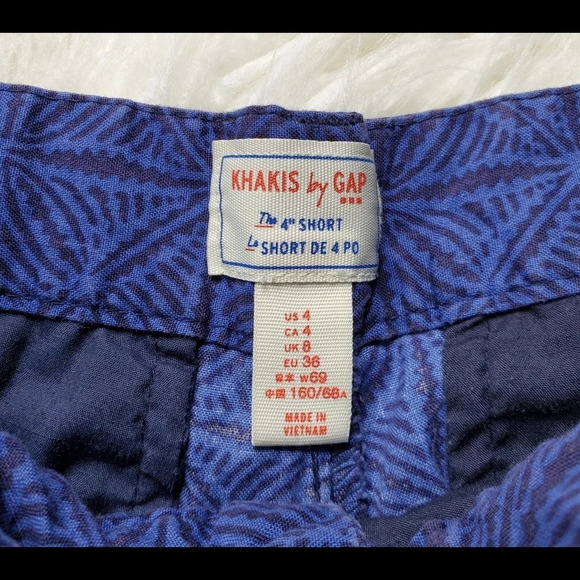 KHAKIS by GAP
The 4" SHORT
Le SHORT DE 4 PO
US 4
CA 4
UK 8
EU 36
日本 W69
中国 160/68A
MADE IN
VIETNAM